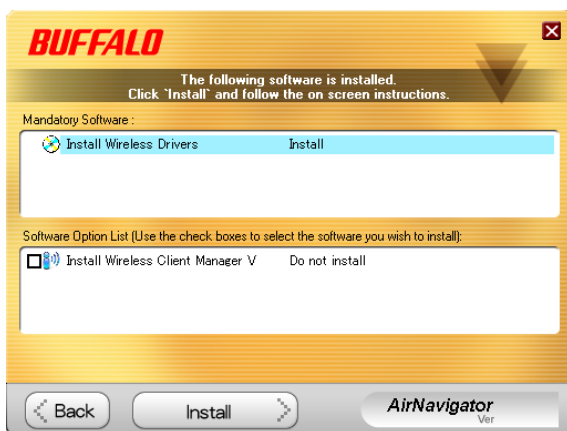 BUFFALO
The following software is installed.
Click `Install` and follow the on screen instructions.
Mandatory Software :
Install Wireless Drivers Install
Software Option List (Use the check boxes to select the software you wish to install):
Install Wireless Client Manager V Do not install
Back Install AirNavigator
Ver